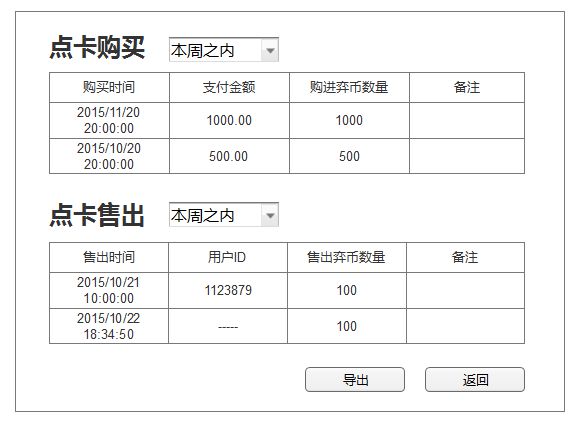 点卡购买 本周之内
购买时间 支付金额 购进弈币数量 备注
2015/11/20 20:00:00 1000.00 1000
2015/10/20 20:00:00 500.00 500
点卡售出 本周之内
售出时间 用户ID 售出弈币数量 备注
2015/10/21 10:00:00 1123879 100
2015/10/22 18:34:50 ----- 100
导出 返回